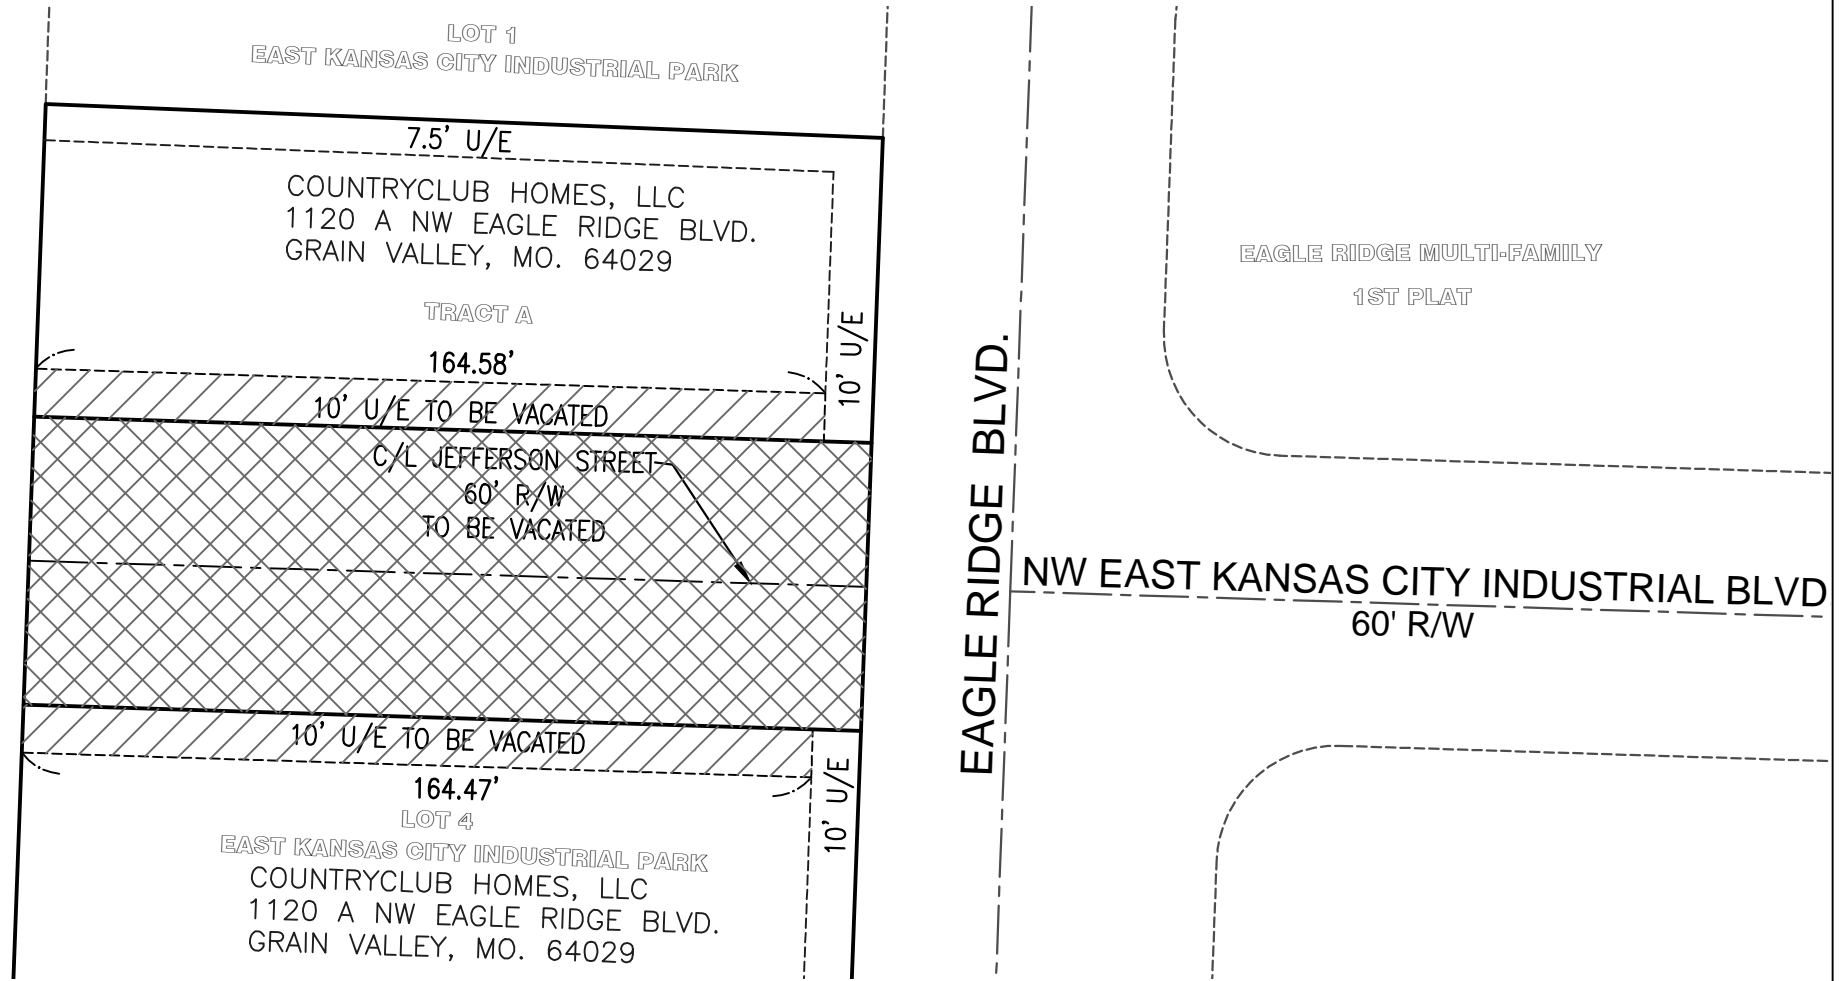 LOT 1
EAST KANSAS CITY INDUSTRIAL PARK
7.5' U/E
COUNTRYCLUB HOMES, LLC
1120 A NW EAGLE RIDGE BLVD.
GRAIN VALLEY, MO. 64029
TRACT A
10' U/E
164.58'
10' U/E TO BE VACATED
C/L JEFFERSON STREET
60' R/W
TO BE VACATED
10' U/E TO BE VACATED
164.47'
10' U/E
LOT 4
EAST KANSAS CITY INDUSTRIAL PARK
COUNTRYCLUB HOMES, LLC
1120 A NW EAGLE RIDGE BLVD.
GRAIN VALLEY, MO. 64029
EAGLE RIDGE BLVD.
EAGLE RIDGE MULTI-FAMILY
1ST PLAT
NW EAST KANSAS CITY INDUSTRIAL BLVD
60' R/W